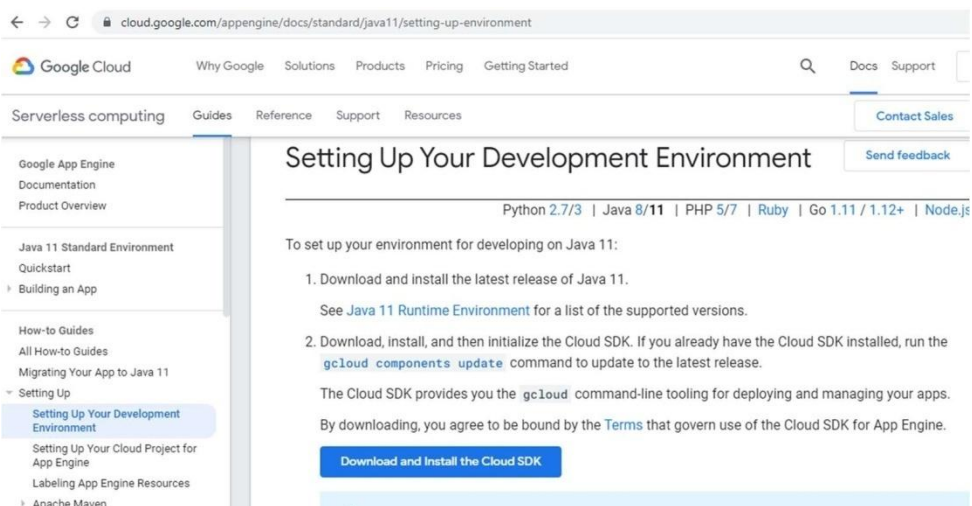 cloud.google.com/appengine/docs/standard/java11/setting-up-environment
Google Cloud Why Google Solutions Products Pricing Getting Started Docs Support
Serverless computing Guides Reference Support Resources Contact Sales
Google App Engine
Documentation
Product Overview
Java 11 Standard Environment
Quickstart
Building an App
How-to Guides
All How-to Guides
Migrating Your App to Java 11
Setting Up
Setting Up Your Development
Environment
Setting Up Your Cloud Project for
App Engine
Labeling App Engine Resources
Apache Maven
Setting Up Your Development Environment
Send feedback
Python 2.7/3 | Java 8/11 | PHP 5/7 | Ruby | Go 1.11 / 1.12+ | Node.js
To set up your environment for developing on Java 11:
1. Download and install the latest release of Java 11.
See Java 11 Runtime Environment for a list of the supported versions.
2. Download, install, and then initialize the Cloud SDK. If you already have the Cloud SDK installed, run the
gcloud components update command to update to the latest release.
The Cloud SDK provides you the gcloud command-line tooling for deploying and managing your apps.
By downloading, you agree to be bound by the Terms that govern use of the Cloud SDK for App Engine.
Download and Install the Cloud SDK